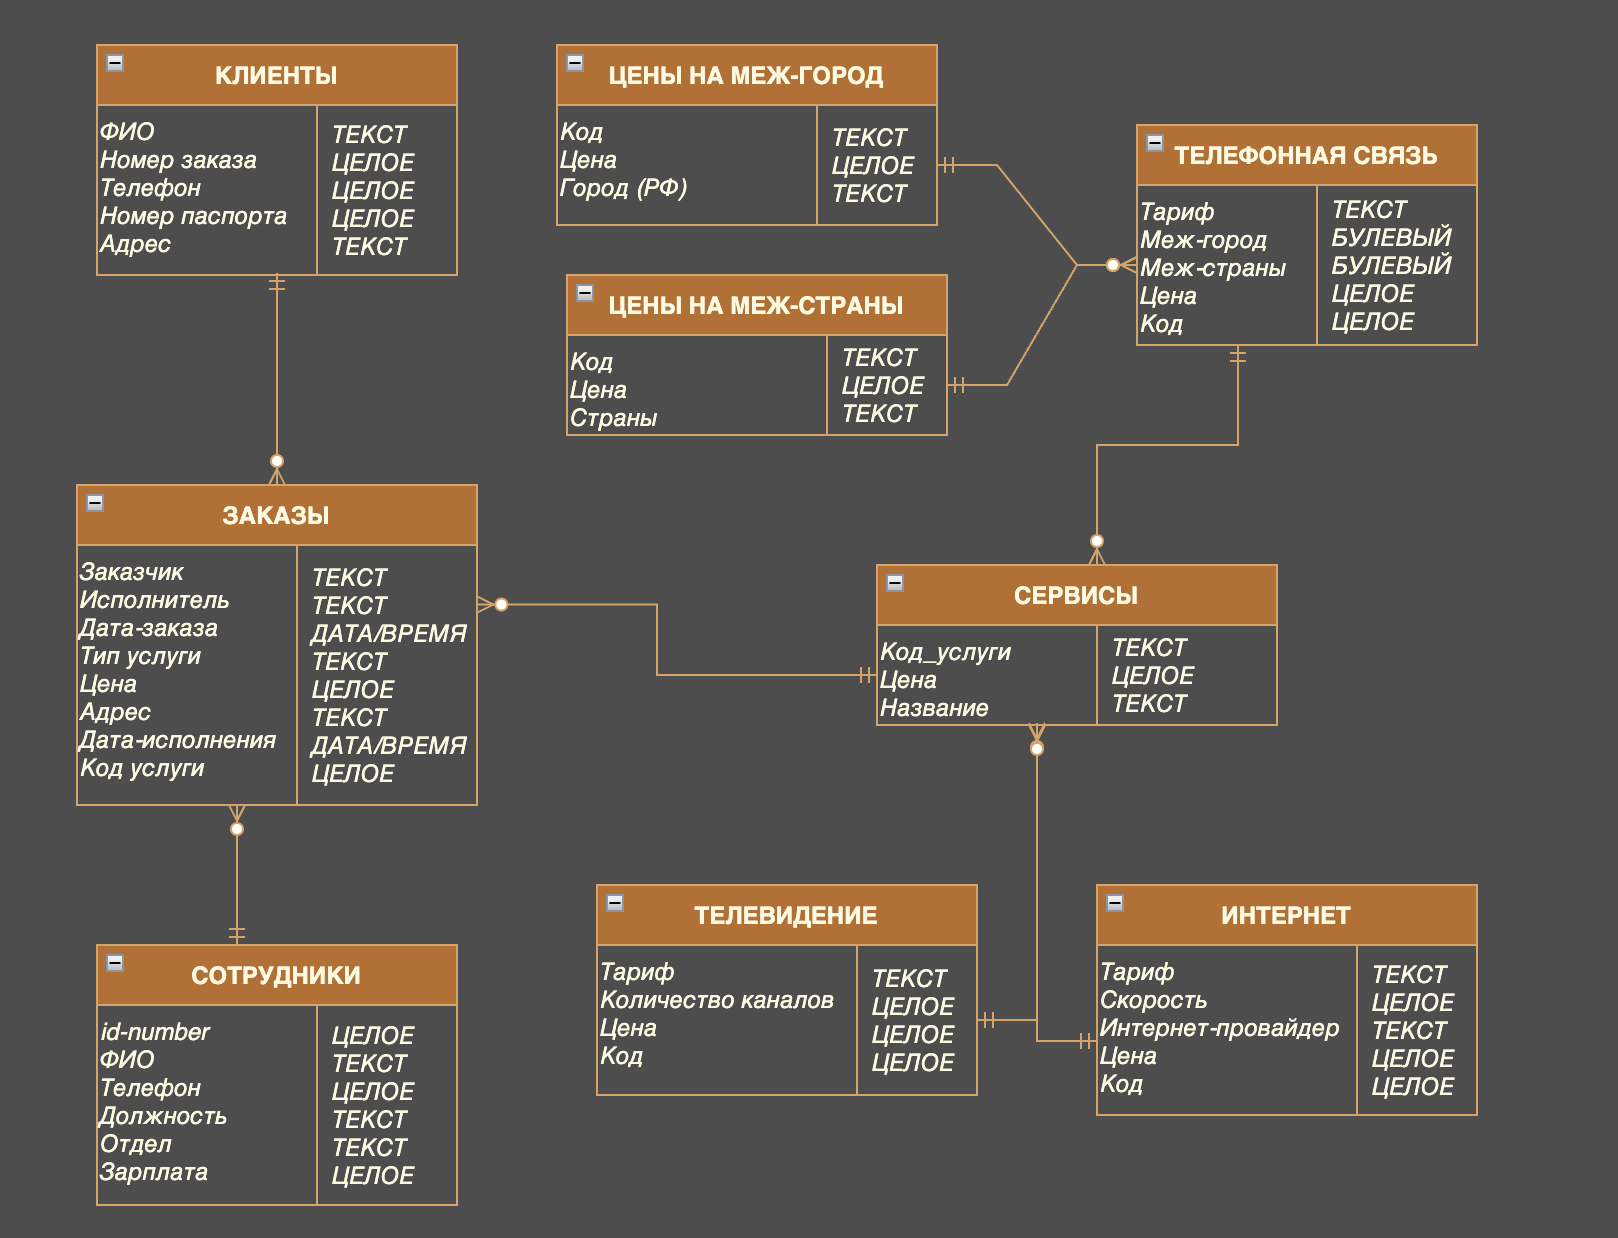 КЛИЕНТЫ
ФИО ТЕКСТ
Номер заказа ЦЕЛОЕ
Телефон ЦЕЛОЕ
Номер паспорта ЦЕЛОЕ
Адрес ТЕКСТ
ЦЕНЫ НА МЕЖ-ГОРОД
Код ТЕКСТ
Цена ЦЕЛОЕ
Город (РФ) ТЕКСТ
ТЕЛЕФОННАЯ СВЯЗЬ
Тариф ТЕКСТ
Меж-город БУЛЕВЫЙ
Меж-страны БУЛЕВЫЙ
Цена ЦЕЛОЕ
Код ЦЕЛОЕ
ЦЕНЫ НА МЕЖ-СТРАНЫ
Код ТЕКСТ
Цена ЦЕЛОЕ
Страны ТЕКСТ
ЗАКАЗЫ
Заказчик ТЕКСТ
Исполнитель ТЕКСТ
Дата-заказа ДАТА/ВРЕМЯ
Тип услуги ТЕКСТ
Цена ЦЕЛОЕ
Адрес ТЕКСТ
Дата-исполнения ДАТА/ВРЕМЯ
Код услуги ЦЕЛОЕ
СЕРВИСЫ
Код_услуги ТЕКСТ
Цена ЦЕЛОЕ
Название ТЕКСТ
СОТРУДНИКИ
id-number ЦЕЛОЕ
ФИО ТЕКСТ
Телефон ЦЕЛОЕ
Должность ТЕКСТ
Отдел ТЕКСТ
Зарплата ЦЕЛОЕ
ТЕЛЕВИДЕНИЕ
Тариф ТЕКСТ
Количество каналов ЦЕЛОЕ
Цена ЦЕЛОЕ
Код ЦЕЛОЕ
ИНТЕРНЕТ
Тариф ТЕКСТ
Скорость ЦЕЛОЕ
Интернет-провайдер ТЕКСТ
Цена ЦЕЛОЕ
Код ЦЕЛОЕ